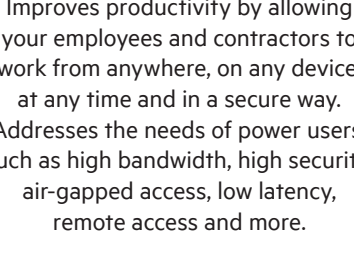 Improves productivity by allowing
your employees and contractors to
work from anywhere, on any device
at any time and in a secure way.
Addresses the needs of power users
such as high bandwidth, high security
air-gapped access, low latency,
remote access and more.